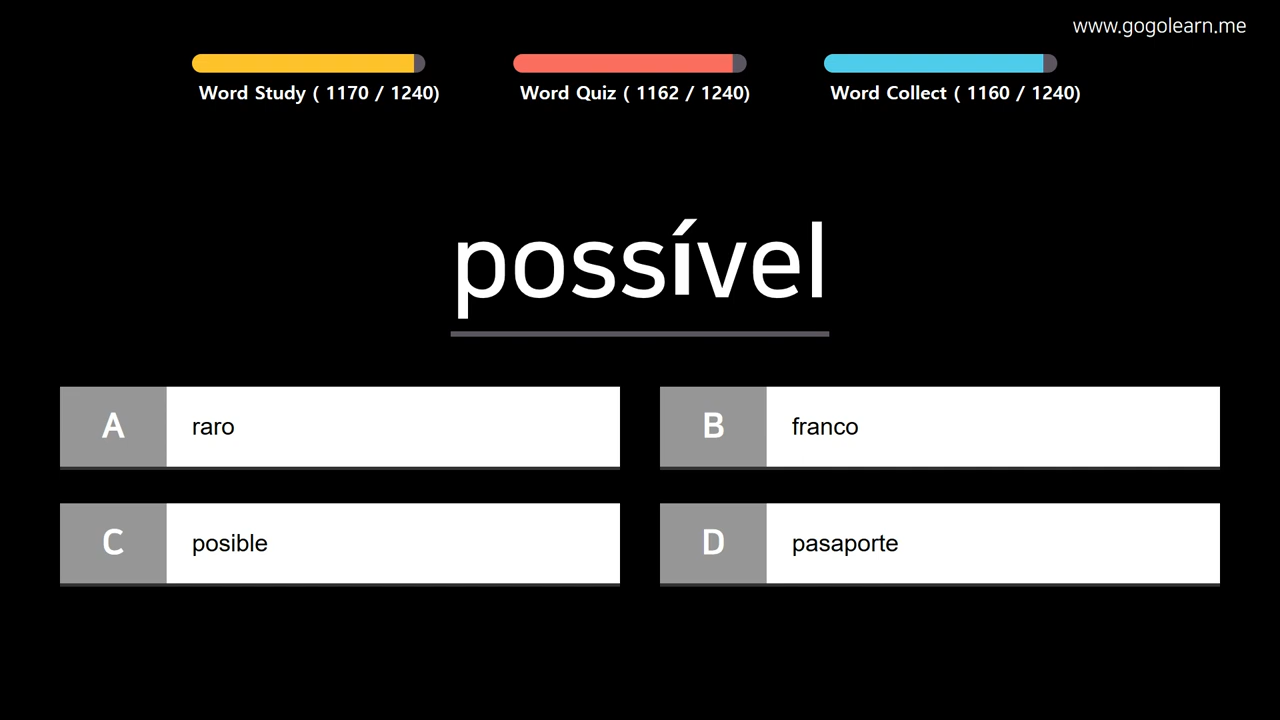 www.gogolearn.me
Word Study ( 1170 / 1240)
Word Quiz ( 1162 / 1240)
Word Collect ( 1160 / 1240)
possível
A raro
B franco
C posible
D pasaporte